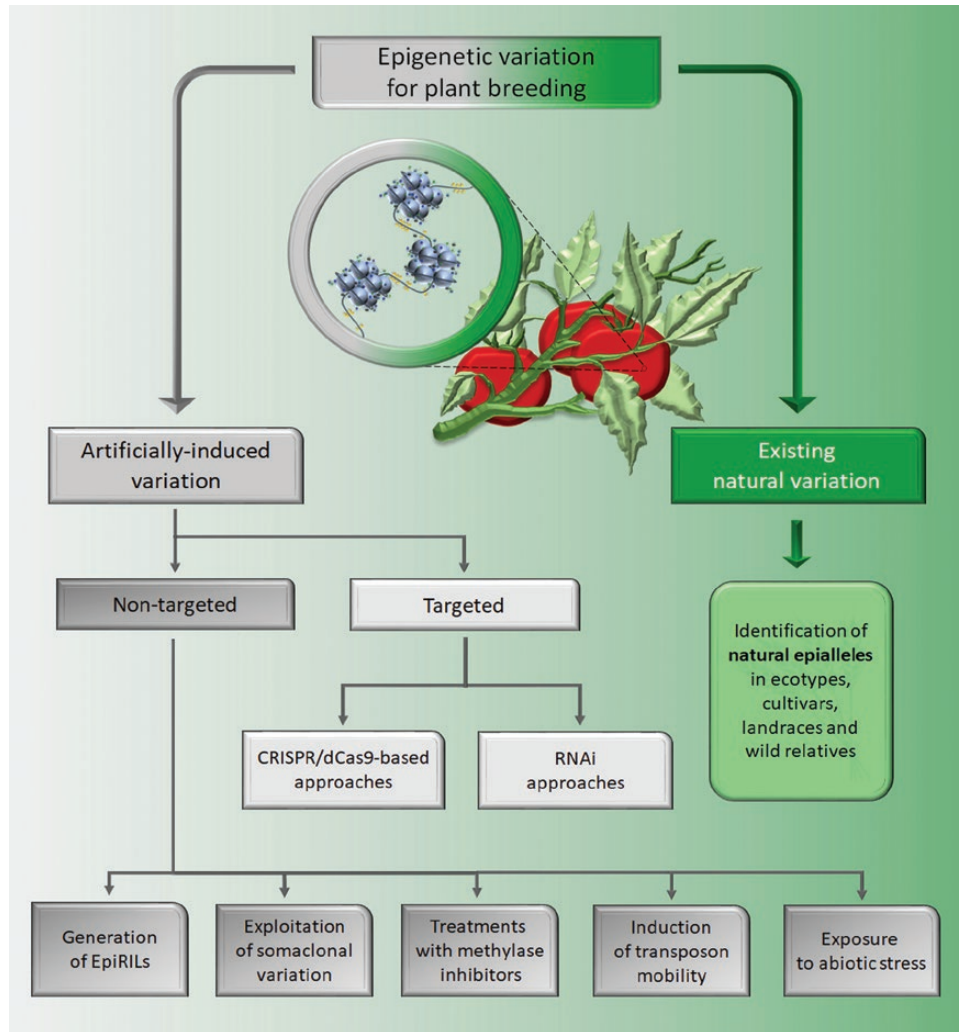 Epigenetic variation
for plant breeding
Artificially-induced
variation
Existing
natural variation
Non-targeted
Targeted
Identification of
natural epialleles
in ecotypes,
cultivars,
landraces and
wild relatives
CRISPR/dCas9-based
approaches
RNAi
approaches
Generation
of EpiRILs
Exploitation
of somaclonal
variation
Treatments
with methylase
inhibitors
Induction
of transposon
mobility
Exposure
to abiotic stress